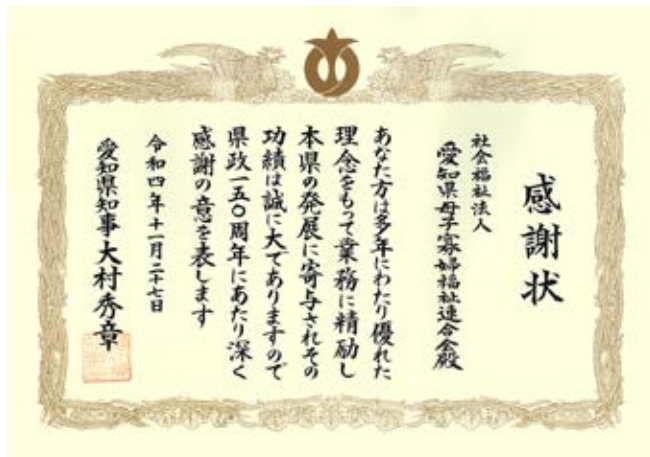 感謝状
社会福祉法人
愛知県母子寡婦福祉連合会殿
あなた方は多年にわたり優れた
理念をもって業務に精励し
本県の発展に寄与されその
功績は誠に大でありますので
県政一五〇周年にあたり深く
感謝の意を表します
令和四年十一月二十七日
愛知県知事大村秀章